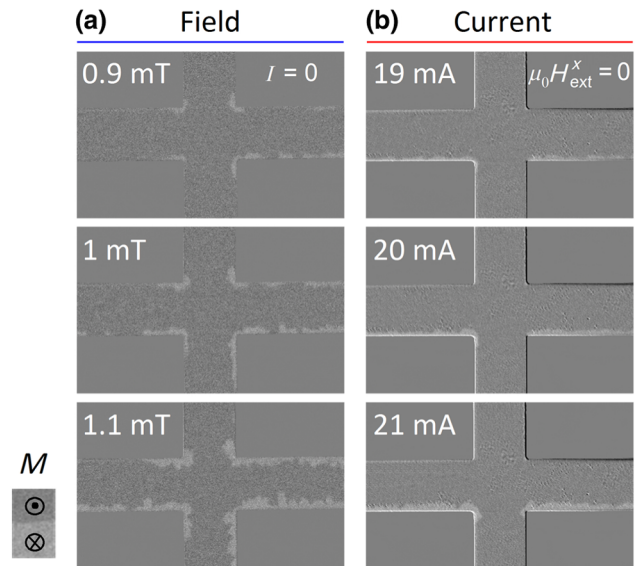 (a) Field
(b) Current
0.9 mT
I = 0
19 mA
μ₀Hˣₑₓₜ = 0
1 mT
20 mA
1.1 mT
21 mA
M